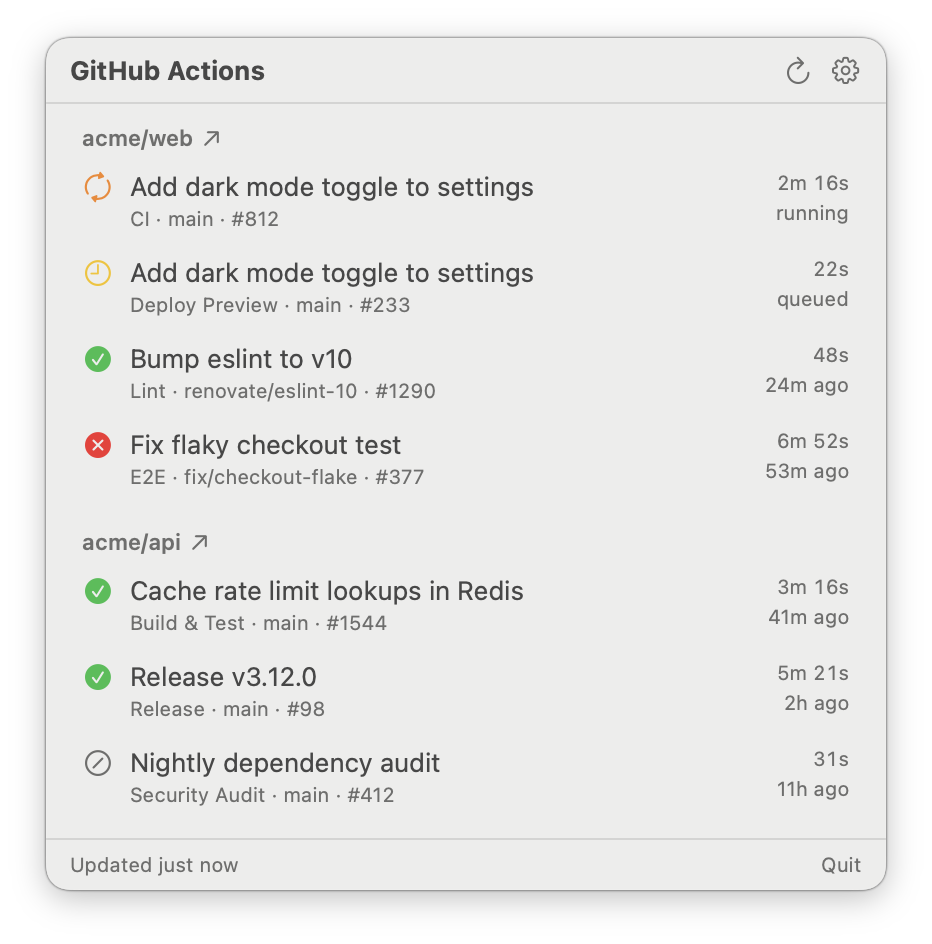 GitHub Actions
acme/web
Add dark mode toggle to settings
2m 16s
CI · main · #812
running
Add dark mode toggle to settings
22s
Deploy Preview · main · #233
queued
Bump eslint to v10
48s
Lint · renovate/eslint-10 · #1290
24m ago
Fix flaky checkout test
6m 52s
E2E · fix/checkout-flake · #377
53m ago
acme/api
Cache rate limit lookups in Redis
3m 16s
Build & Test · main · #1544
41m ago
Release v3.12.0
5m 21s
Release · main · #98
2h ago
Nightly dependency audit
31s
Security Audit · main · #412
11h ago
Updated just now
Quit